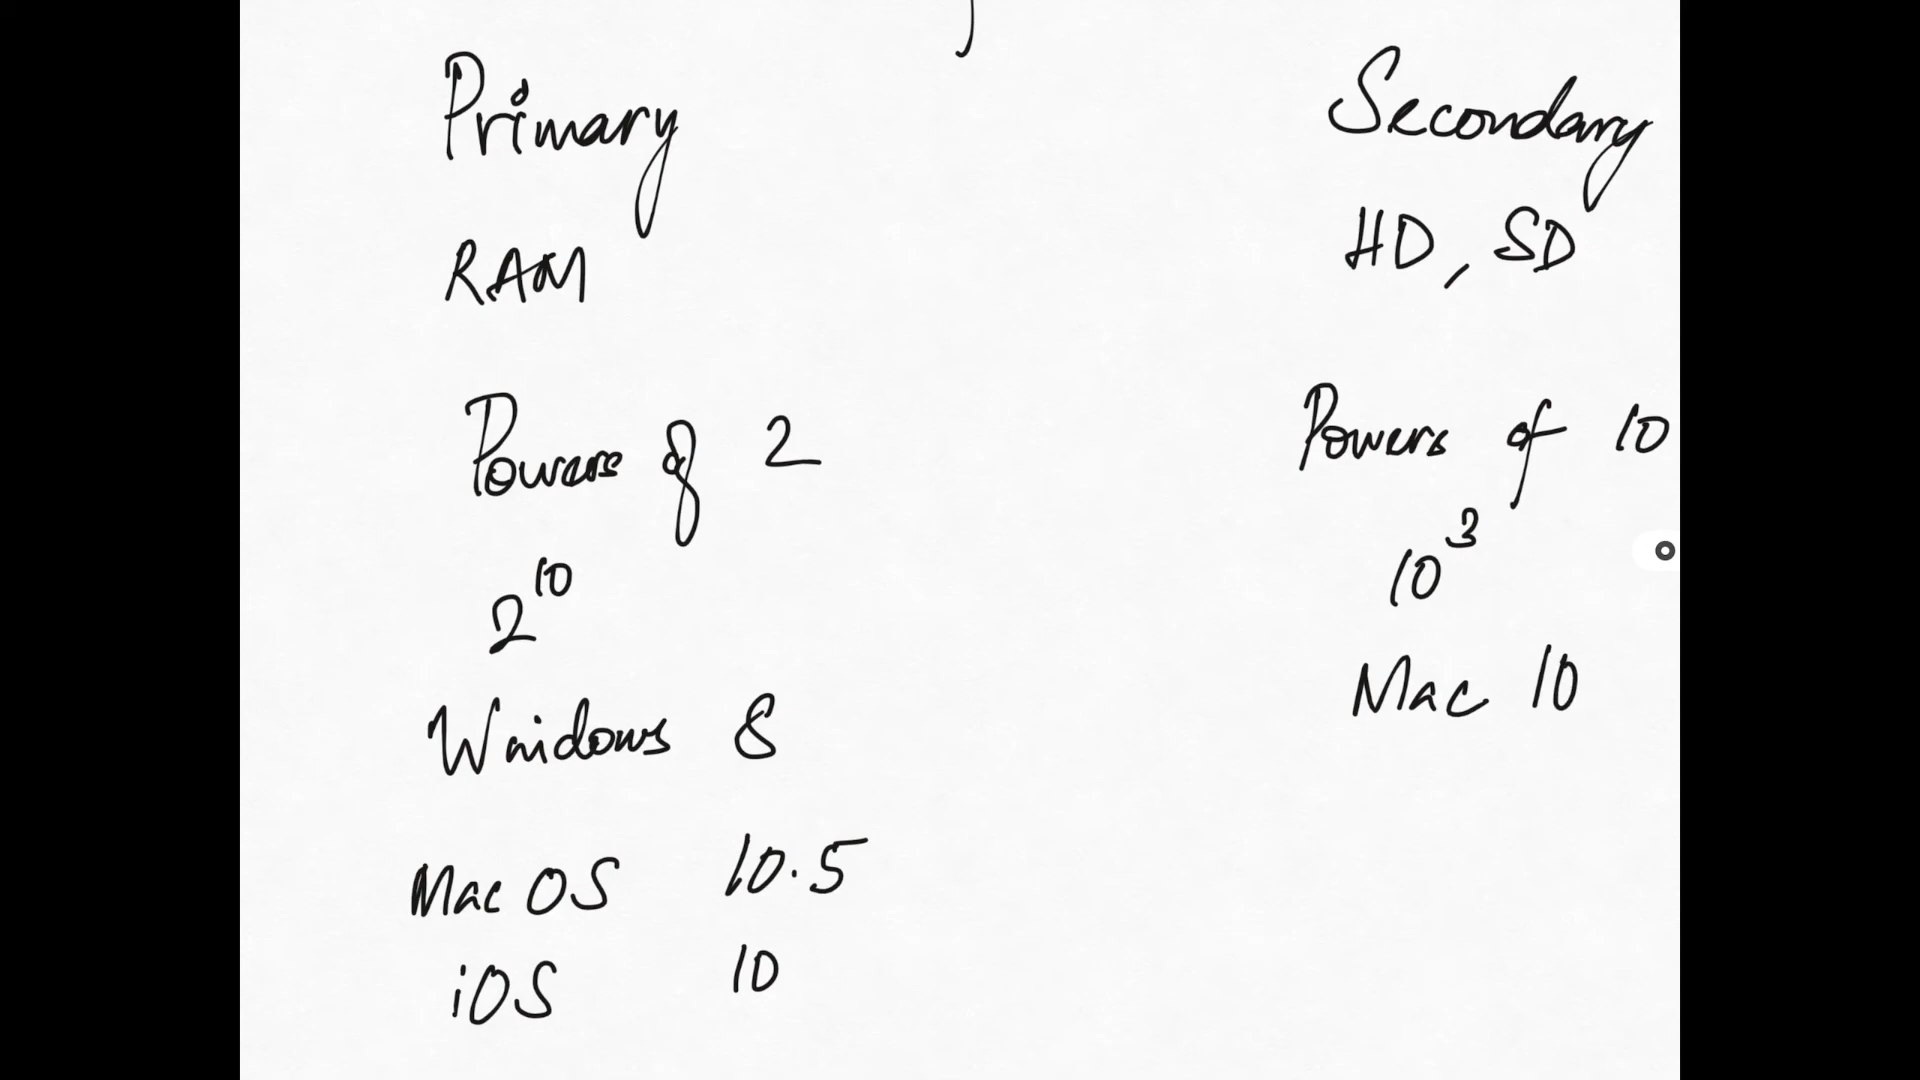 Primary
RAM
Powers of 2
2^10
Windows 8
Mac OS 10.5
iOS 10
Secondary
HD, SD
Powers of 10
10^3
Mac 10